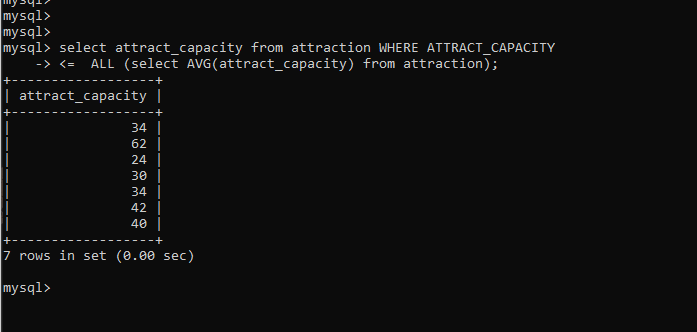 mysql>
mysql>
mysql>
mysql> select attract_capacity from attraction WHERE ATTRACT_CAPACITY
    -> <=  ALL (select AVG(attract_capacity) from attraction);
+------------------+
| attract_capacity |
+------------------+
|               34 |
|               62 |
|               24 |
|               30 |
|               34 |
|               42 |
|               40 |
+------------------+
7 rows in set (0.00 sec)

mysql>